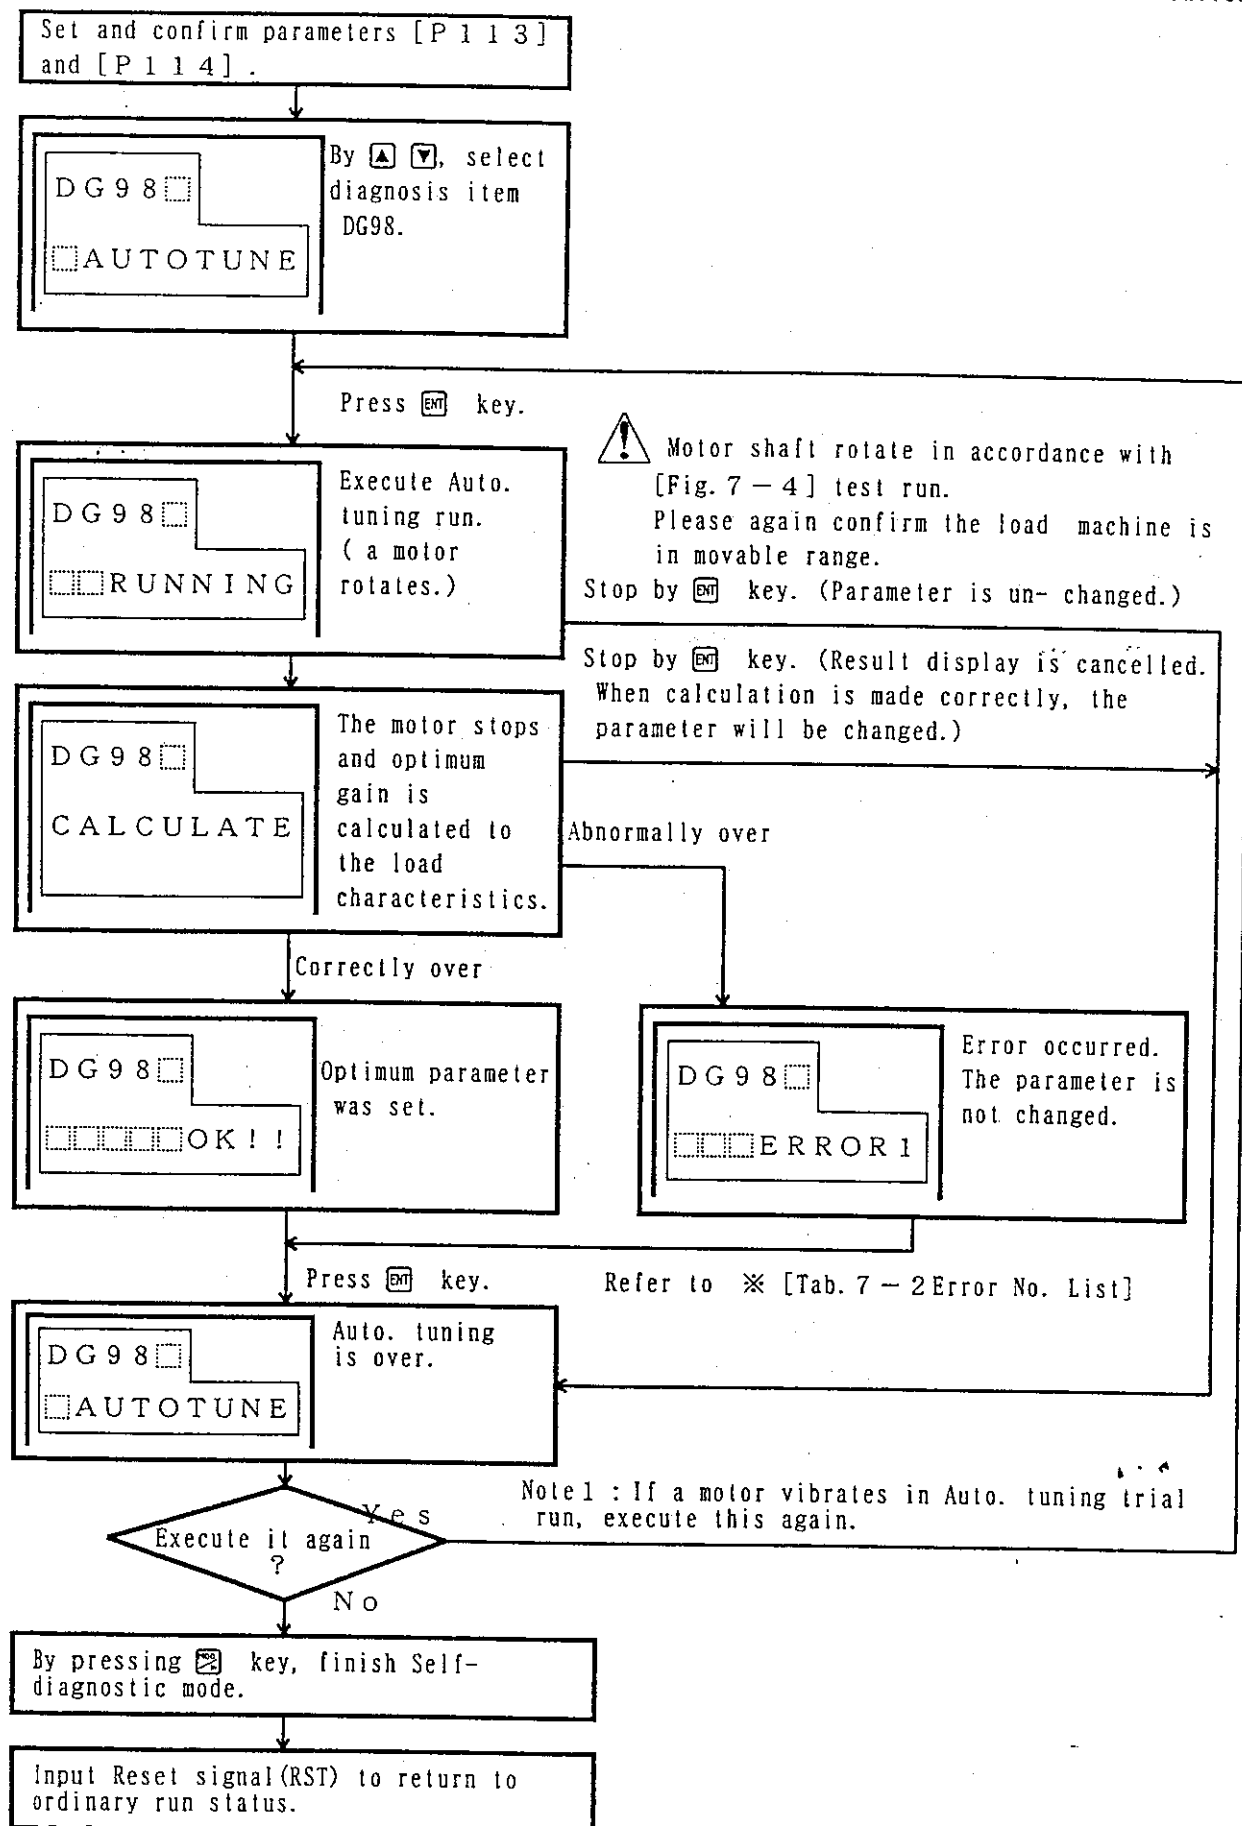 Set and confirm parameters [P113]
and [P114].
By ▲ ▼, select
diagnosis item
DG98.
DG98
AUTOTUNE
Press ENT key.
Execute Auto.
tuning run.
( a motor
rotates.)
DG98
RUNNING
⚠ Motor shaft rotate in accordance with
[Fig. 7－4] test run.
Please again confirm the load machine is
in movable range.
Stop by ENT key. (Parameter is un- changed.)
Stop by ENT key. (Result display is cancelled.
When calculation is made correctly, the
parameter will be changed.)
The motor stops
and optimum
gain is
calculated to
the load
characteristics.
DG98
CALCULATE
Abnormally over
Correctly over
DG98
OK!!
Optimum parameter
was set.
DG98
ERROR1
Error occurred.
The parameter is
not changed.
Press ENT key.
Refer to ※ [Tab. 7－2 Error No. List]
DG98
AUTOTUNE
Auto. tuning
is over.
Note1 : If a motor vibrates in Auto. tuning trial
run, execute this again.
Yes
Execute it again
?
No
By pressing key, finish Self-
diagnostic mode.
Input Reset signal(RST) to return to
ordinary run status.